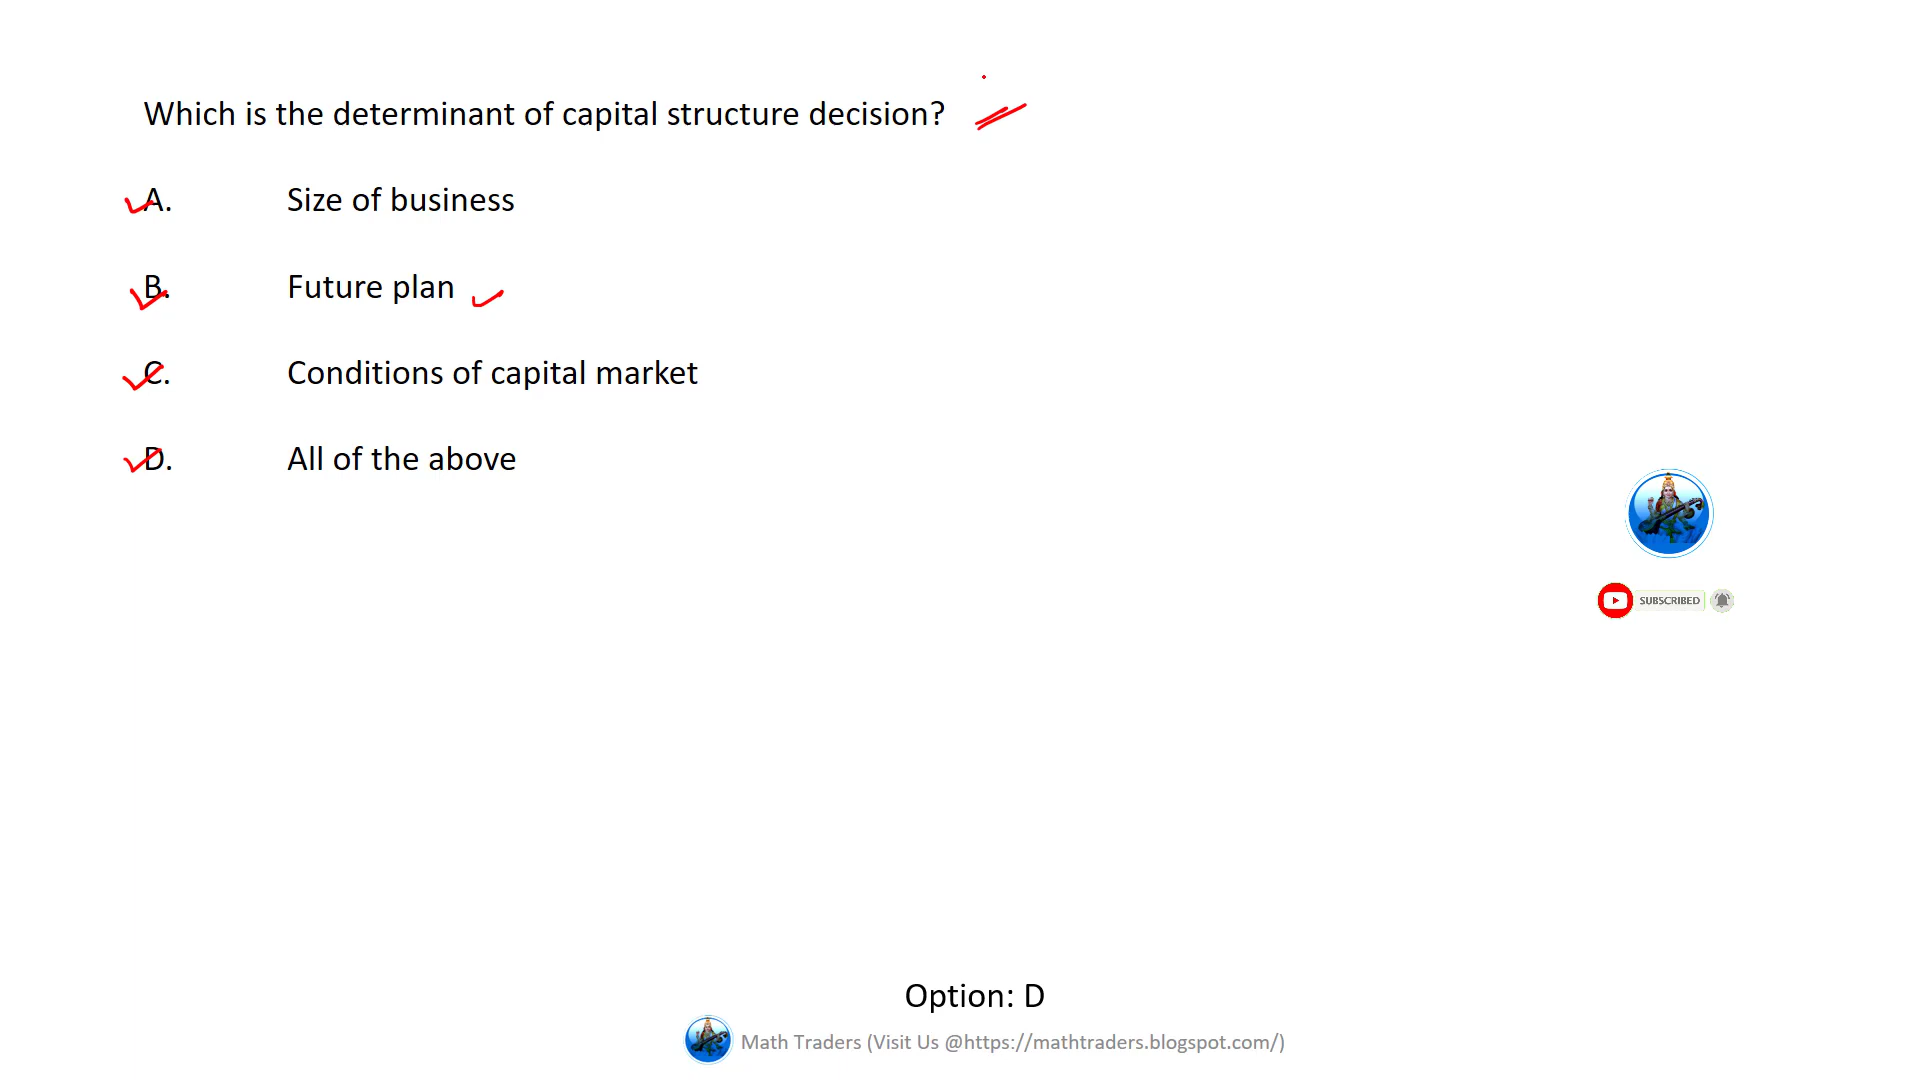 Which is the determinant of capital structure decision?
A. Size of business
B. Future plan
C. Conditions of capital market
D. All of the above
SUBSCRIBED
Option: D
Math Traders (Visit Us @https://mathtraders.blogspot.com/)